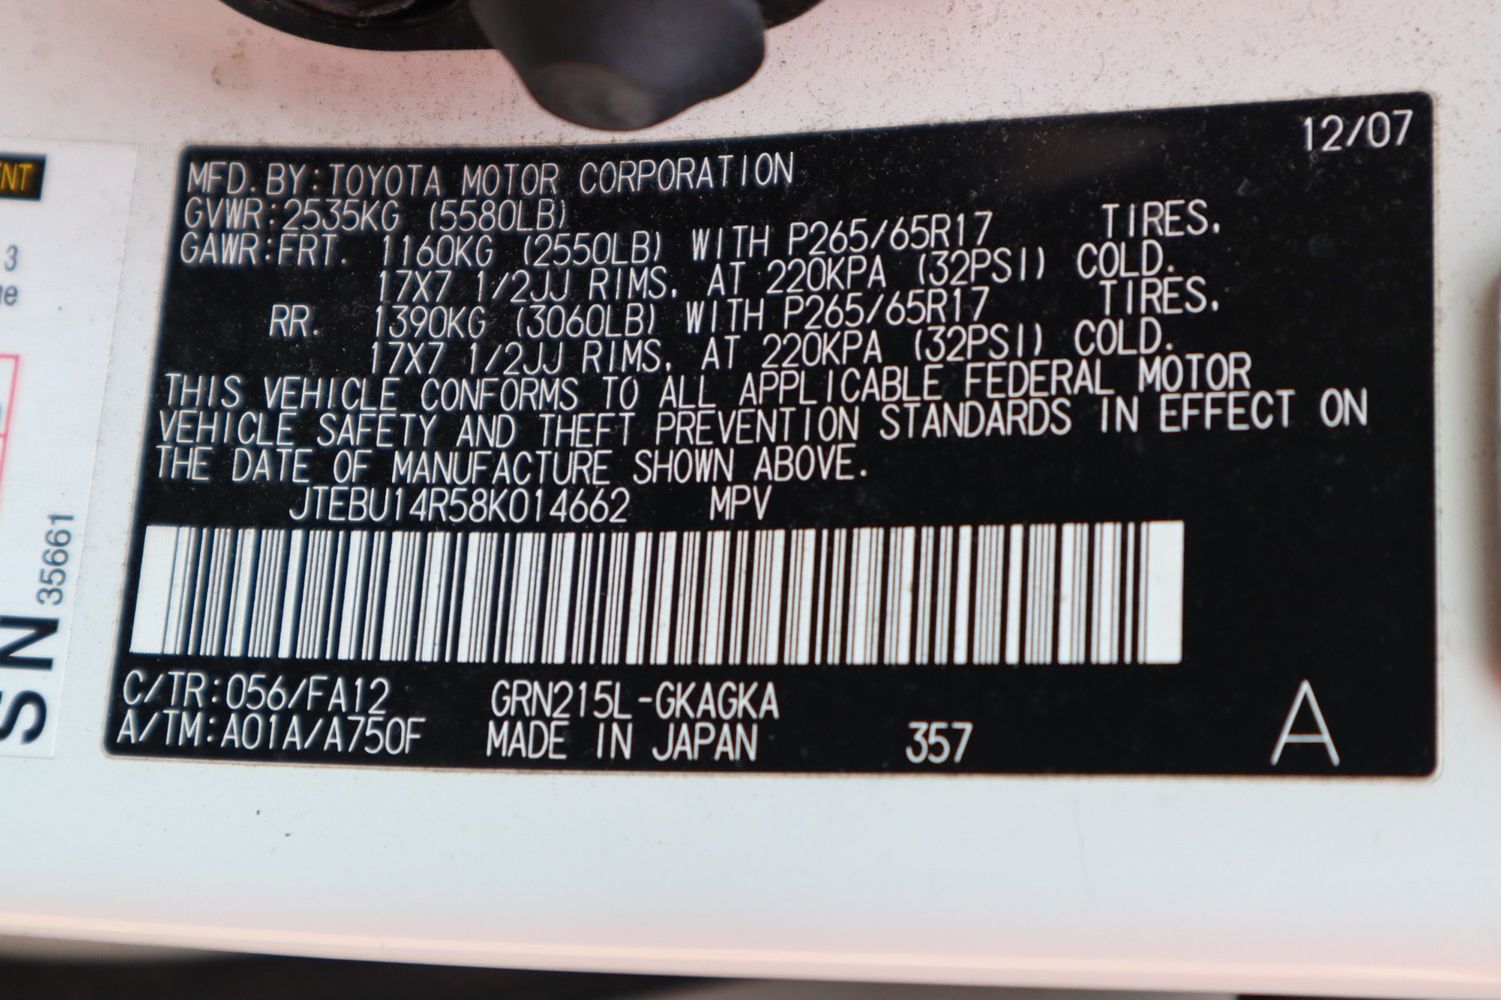 12/07
MFD. BY: TOYOTA MOTOR CORPORATION
GVWR: 2535KG (5580LB)
GAWR: FRT. 1160KG (2550LB) WITH P265/65R17 TIRES,
17X7 1/2JJ RIMS, AT 220KPA (32PSI) COLD.
RR. 1390KG (3060LB) WITH P265/65R17 TIRES,
17X7 1/2JJ RIMS, AT 220KPA (32PSI) COLD.
THIS VEHICLE CONFORMS TO ALL APPLICABLE FEDERAL MOTOR
VEHICLE SAFETY AND THEFT PREVENTION STANDARDS IN EFFECT ON
THE DATE OF MANUFACTURE SHOWN ABOVE.
JTEBU14R58K014662 MPV
C/TR: 056/FA12 GRN215L-GKAGKA
A/TM: A01A/A750F MADE IN JAPAN 357 A
NT
3
35661
SN